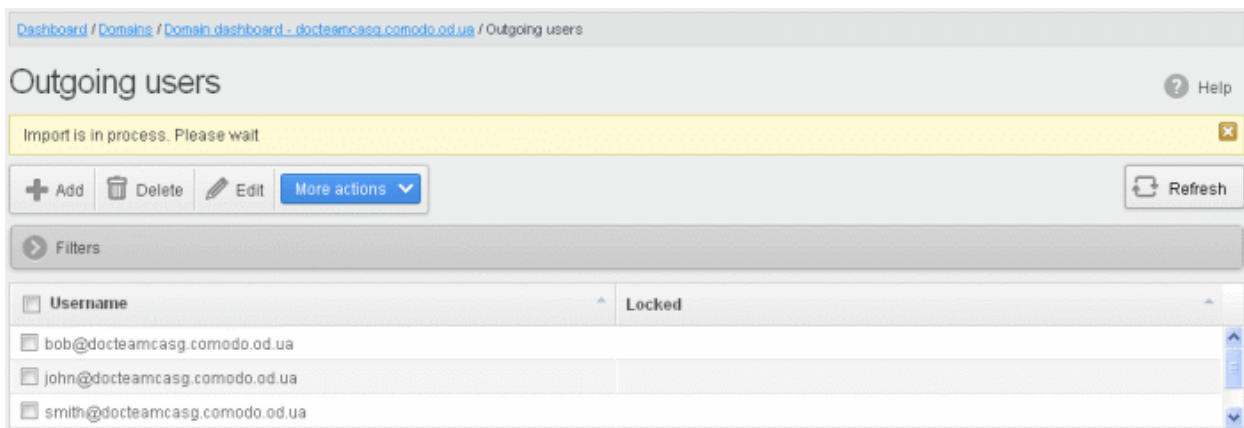 Dashboard / Domains / Domain dashboard - docteamcasg.comodo.od.ua / Outgoing users
Outgoing users
Help
Import is in process. Please wait
Add Delete Edit More actions Refresh
Filters
Username Locked
bob@docteamcasg.comodo.od.ua
john@docteamcasg.comodo.od.ua
smith@docteamcasg.comodo.od.ua